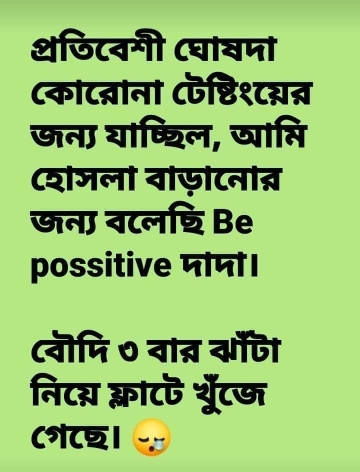 প্রতিবেশী ঘোষদা
কোরোনা টেষ্টিংয়ের
জন্য যাচ্ছিল, আমি
হোসলা বাড়ানোর
জন্য বলেছি Be
possitive দাদা।
বৌদি ৩ বার ঝাঁটা
নিয়ে ফ্লাটে খুঁজে
গেছে। 😪